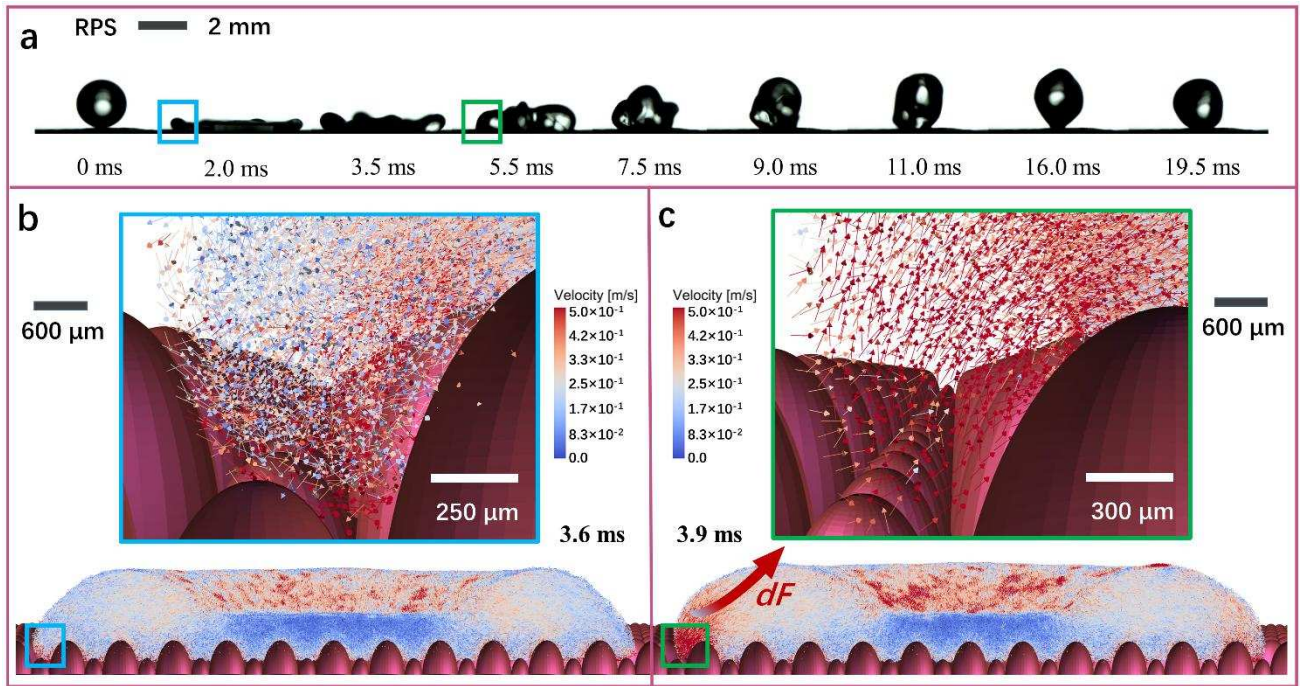 a
RPS 2 mm
0 ms 2.0 ms 3.5 ms 5.5 ms 7.5 ms 9.0 ms 11.0 ms 16.0 ms 19.5 ms
b
600 μm
Velocity [m/s]
5.0×10⁻¹
4.2×10⁻¹
3.3×10⁻¹
2.5×10⁻¹
1.7×10⁻¹
8.3×10⁻²
0.0
250 μm
3.6 ms
c
Velocity [m/s]
5.0×10⁻¹
4.2×10⁻¹
3.3×10⁻¹
2.5×10⁻¹
1.7×10⁻¹
8.3×10⁻²
0.0
600 μm
300 μm
3.9 ms
dF